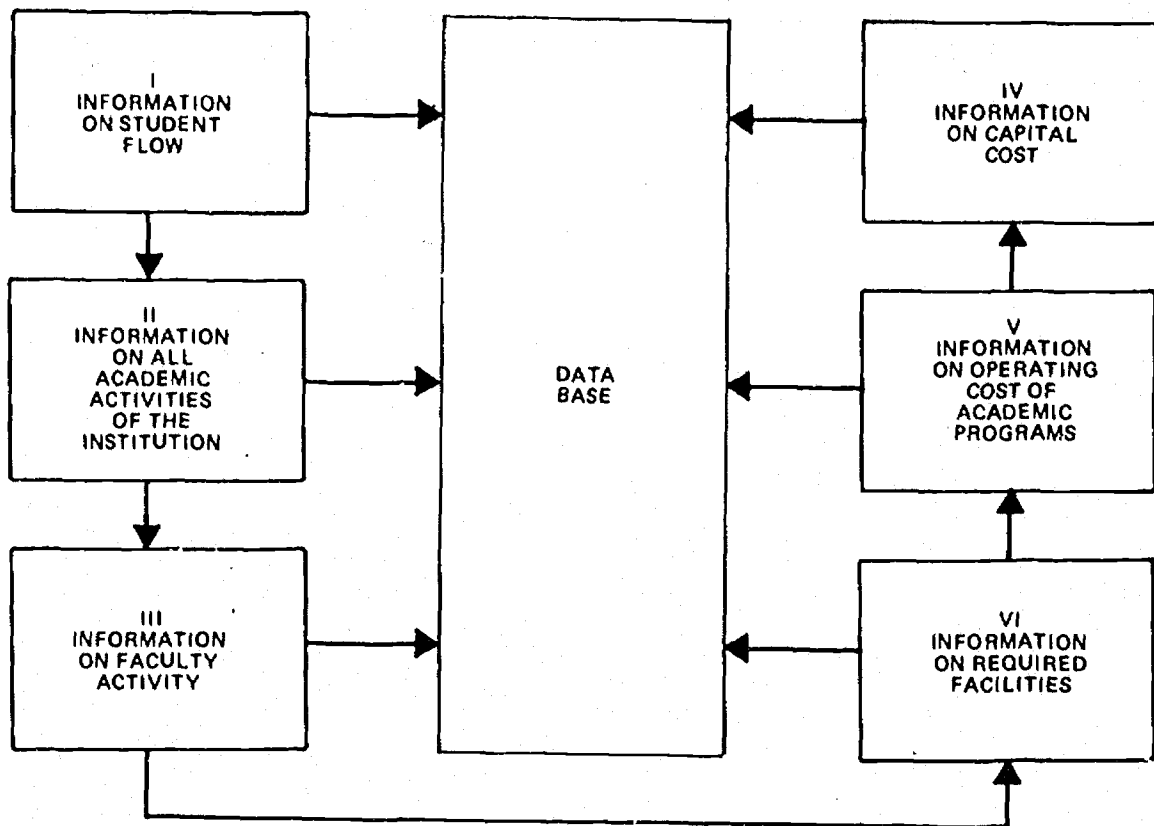 I
INFORMATION
ON STUDENT
FLOW
II
INFORMATION
ON ALL
ACADEMIC
ACTIVITIES
OF THE
INSTITUTION
III
INFORMATION
ON FACULTY
ACTIVITY
DATA
BASE
IV
INFORMATION
ON CAPITAL
COST
V
INFORMATION
ON OPERATING
COST OF
ACADEMIC
PROGRAMS
VI
INFORMATION
ON REQUIRED
FACILITIES